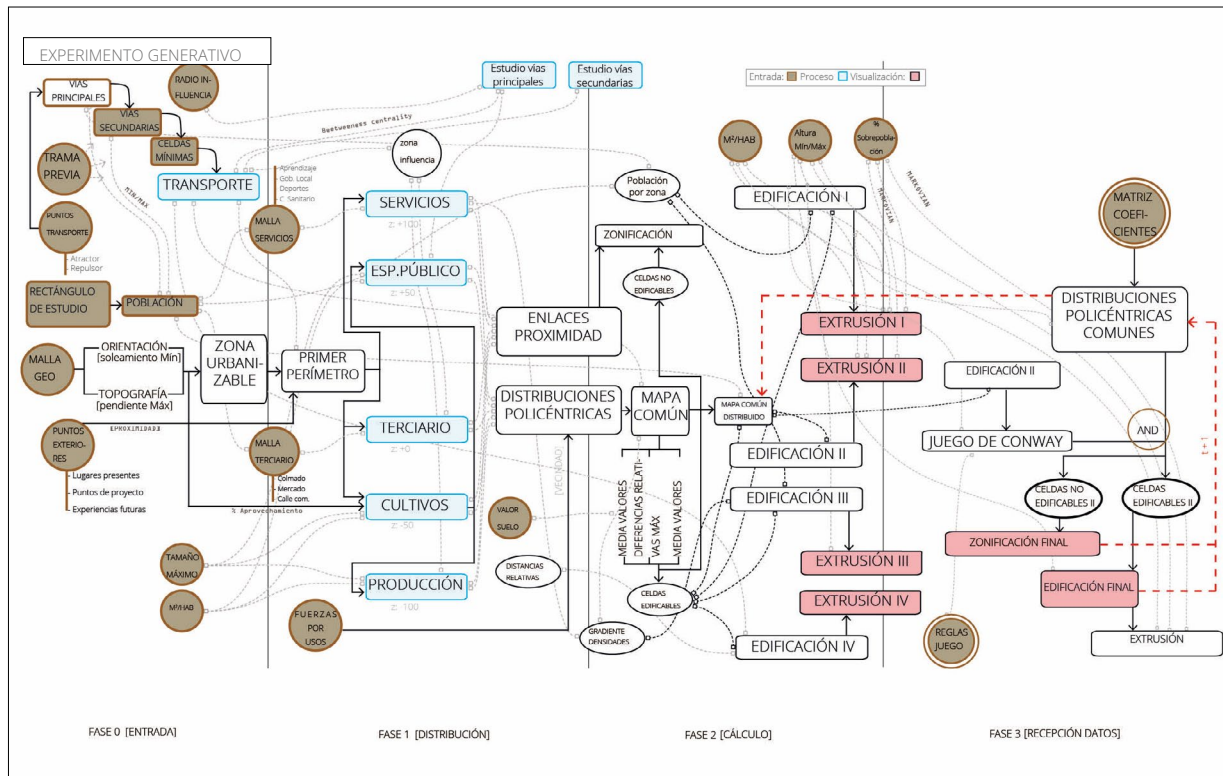 EXPERIMENTO GENERATIVO
VÍAS
PRINCIPALES
VÍAS
SECUNDARIAS
CELDAS
MÍNIMAS
TRANSPORTE
RADIO IN-
FLUENCIA
TRAMA
PREVIA
MIN/MAX
PUNTOS
TRANSPORTE
Atractor
Repulsor
RECTÁNGULO
DE ESTUDIO
POBLACIÓN
MALLA
GEO
ORIENTACIÓN
[soleamiento Mín]
TOPOGRAFÍA
[pendiente Máx]
ZONA
URBANI-
ZABLE
PUNTOS
EXTERIO-
RES
Lugares presentes
Puntos de proyecto
Experiencias futuras
TAMAÑO
MÁXIMO
M²/HAB
MALLA
SERVICIOS
Aprendizaje
Gob. Local
Deportes
C. Sanitario
PRIMER
PERÍMETRO
MALLA
TERCIARIO
Colmado
Mercado
Calle com.
% Aprovechamiento
FUERZAS
POR
USOS
Estudio vías
principales
Estudio vías
secundarias
Bestweeness centrality
zona
influencia
SERVICIOS
z: +100
ESP.PÚBLICO
z: +50
TERCIARIO
z: +0
CULTIVOS
z: -50
PRODUCCIÓN
z: -100
ENLACES
PROXIMIDAD
DISTRIBUCIONES
POLICÉNTRICAS
[VECINDAD]
VALOR
SUELO
DISTANCIAS
RELATIVAS
GRADIENTE
DENSIDADES
Población
por zona
ZONIFICACIÓN
CELDAS NO
EDIFICABLES
MAPA
COMÚN
MEDIA VALORES
DIFERENCIAS RELATI-
VAS MÁX
MEDIA VALORES
CELDAS
EDIFICABLES
MAPA COMÚN
DISTRIBUIDO
Entrada: Proceso Visualización:
M²/HAB
Altura
Mín/Máx
%
Sobrepobla-
ción
MARKOVIAN
MARKOVIAN
EDIFICACIÓN I
EXTRUSIÓN I
EXTRUSIÓN II
EDIFICACIÓN II
EDIFICACIÓN III
EXTRUSIÓN III
EXTRUSIÓN IV
EDIFICACIÓN IV
MATRIZ
COEFI-
CIENTES
DISTRIBUCIONES
POLICÉNTRICAS
COMUNES
EDIFICACIÓN II
JUEGO DE CONWAY
AND
t+1
CELDAS NO
EDIFICABLES II
CELDAS
EDIFICABLES II
ZONIFICACIÓN FINAL
EDIFICACIÓN FINAL
REGLAS
JUEGO
EXTRUSIÓN
FASE 0 [ENTRADA]
FASE 1 [DISTRIBUCIÓN]
FASE 2 [CÁLCULO]
FASE 3 [RECEPCIÓN DATOS]